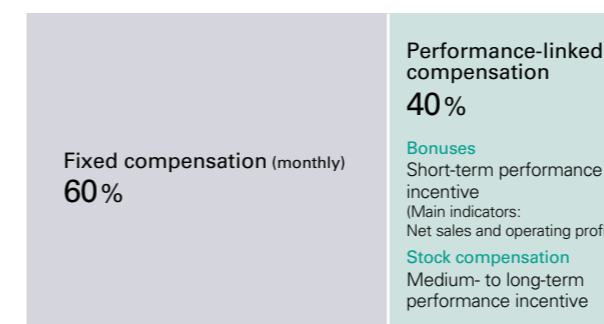 Fixed compensation (monthly)
60%
Performance-linked
compensation
40%
Bonuses
Short-term performance
incentive
(Main indicators:
Net sales and operating
Stock compensation
Medium- to long-term
performance incentive